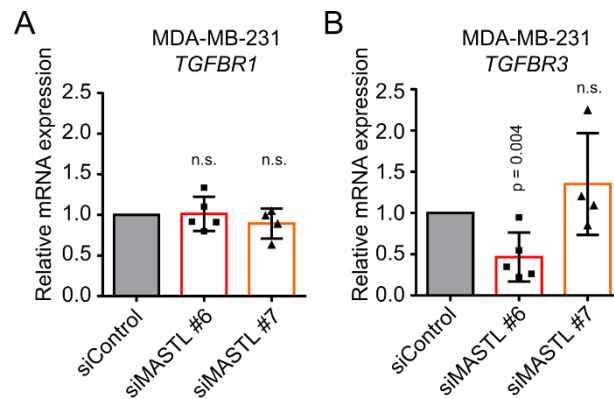 A
MDA-MB-231
TGFBR1
Relative mRNA expression
2.5
2.0
1.5
1.0
0.5
0.0
n.s.
n.s.
siControl
siMASTL #6
siMASTL #7
B
MDA-MB-231
TGFBR3
Relative mRNA expression
2.5
2.0
1.5
1.0
0.5
0.0
p = 0.004
n.s.
siControl
siMASTL #6
siMASTL #7